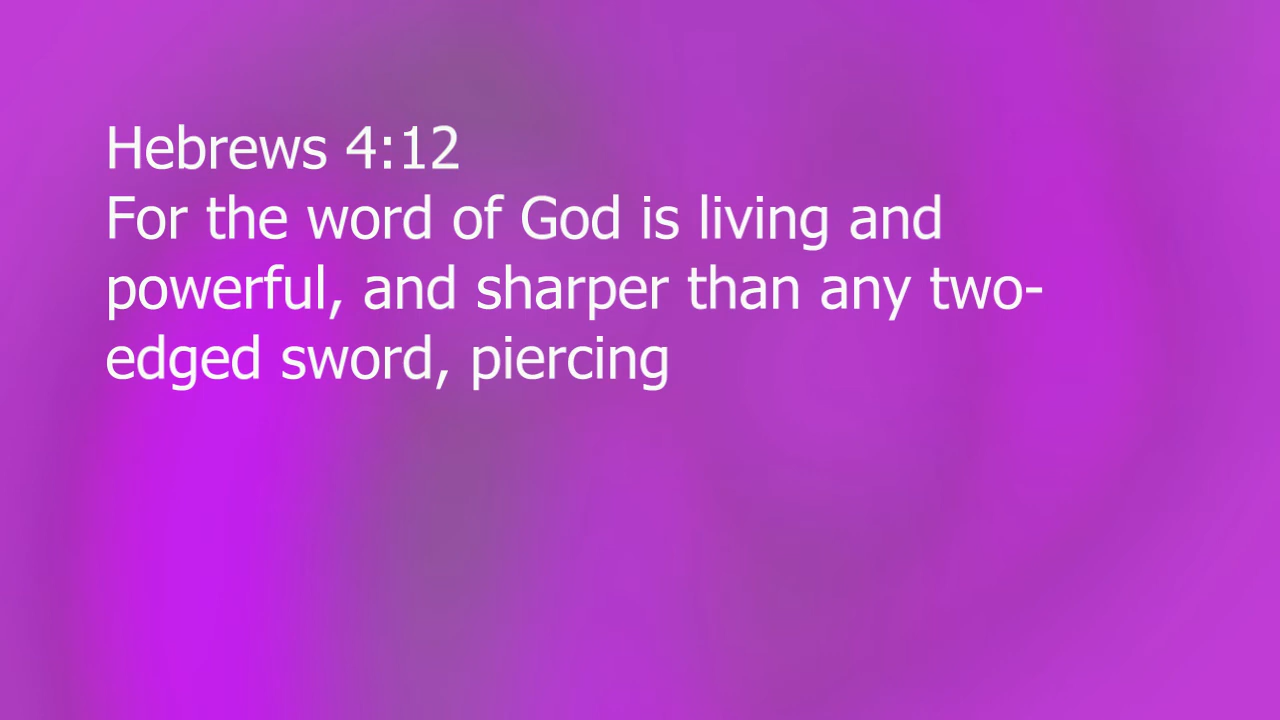 Hebrews 4:12
For the word of God is living and
powerful, and sharper than any two-
edged sword, piercing